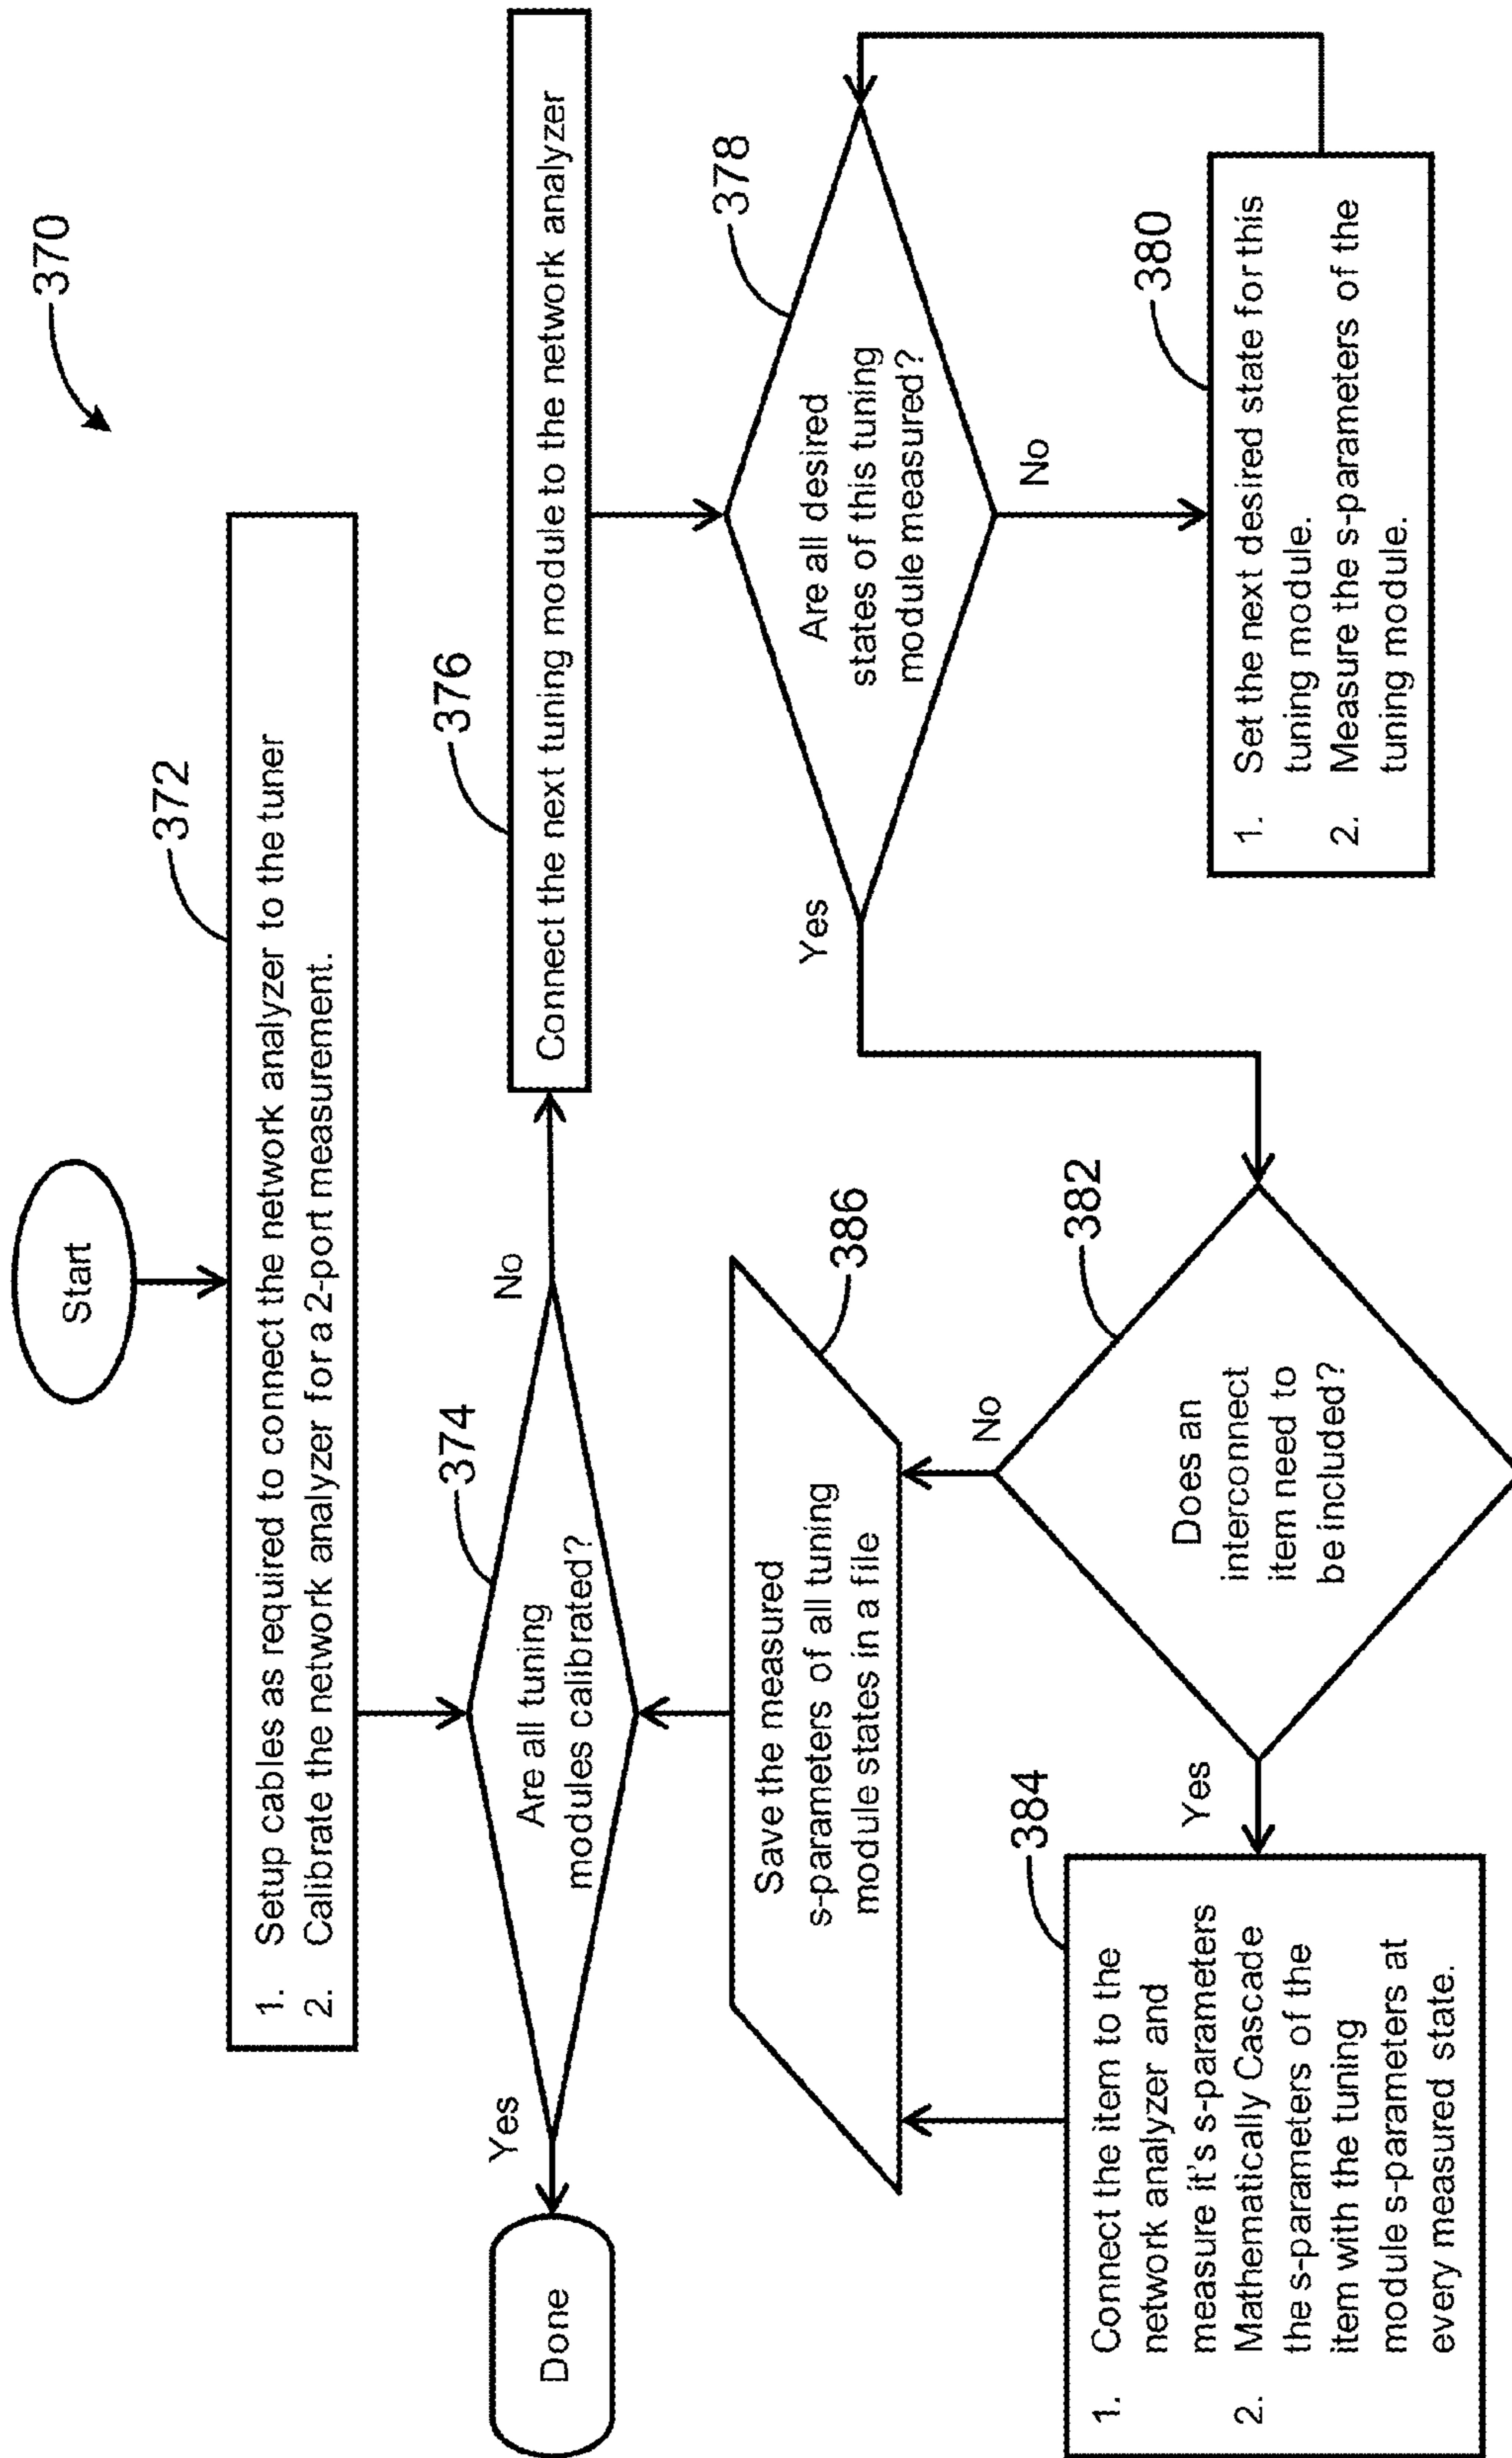 370
Start
372
1. Setup cables as required to connect the network analyzer to the tuner
2. Calibrate the network analyzer for a 2-port measurement.
374
Are all tuning
modules calibrated?
Yes
Done
No
376
Connect the next tuning module to the network analyzer
378
Are all desired
states of this tuning
module measured?
No
380
1. Set the next desired state for this
tuning module.
2. Measure the s-parameters of the
tuning module.
Yes
382
Does an
interconnect
item need to
be included?
No
Yes
384
1. Connect the item to the
network analyzer and
measure it's s-parameters
2. Mathematically Cascade
the s-parameters of the
item with the tuning
module s-parameters at
every measured state.
386
Save the measured
s-parameters of all tuning
module states in a file